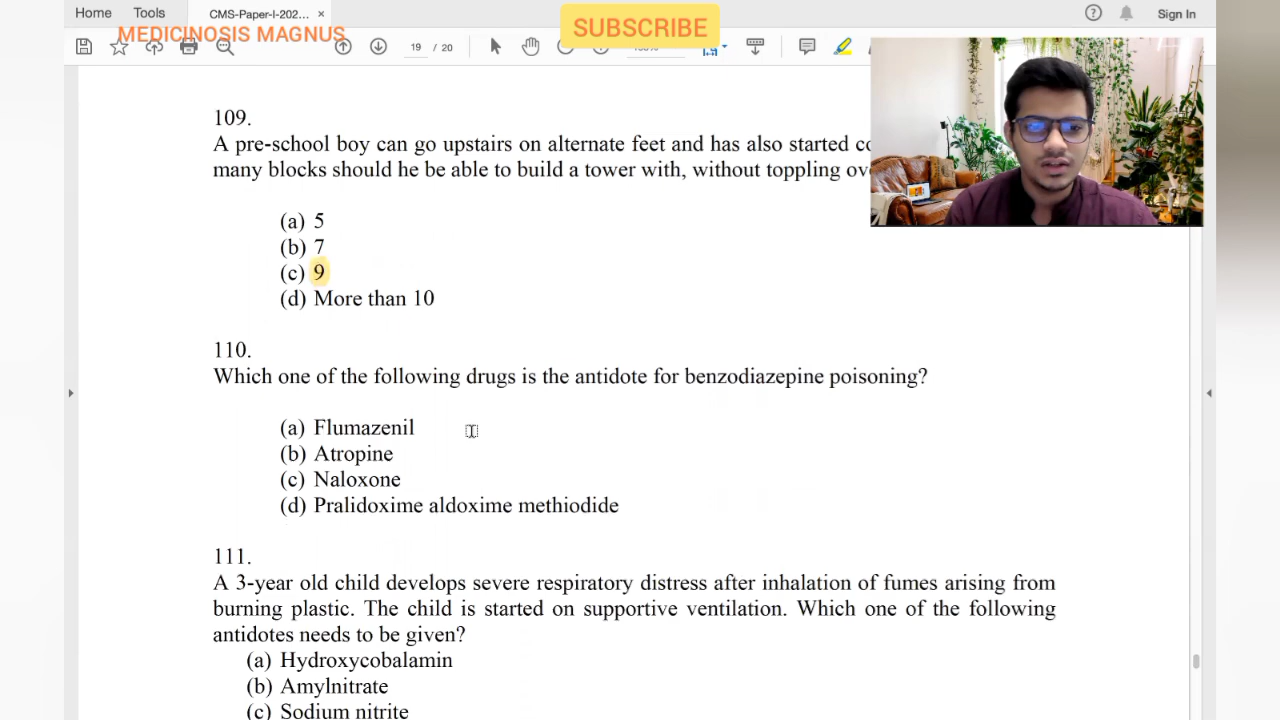 Home Tools CMS-Paper-I-202... × Sign In
MEDICINOSIS MAGNUS
SUBSCRIBE
19 / 20
109.
A pre-school boy can go upstairs on alternate feet and has also started
many blocks should he be able to build a tower with, without toppling
(a) 5
(b) 7
(c) 9
(d) More than 10
110.
Which one of the following drugs is the antidote for benzodiazepine poisoning?
(a) Flumazenil
(b) Atropine
(c) Naloxone
(d) Pralidoxime aldoxime methiodide
111.
A 3-year old child develops severe respiratory distress after inhalation of fumes arising from
burning plastic. The child is started on supportive ventilation. Which one of the following
antidotes needs to be given?
(a) Hydroxycobalamin
(b) Amylnitrate
(c) Sodium nitrite